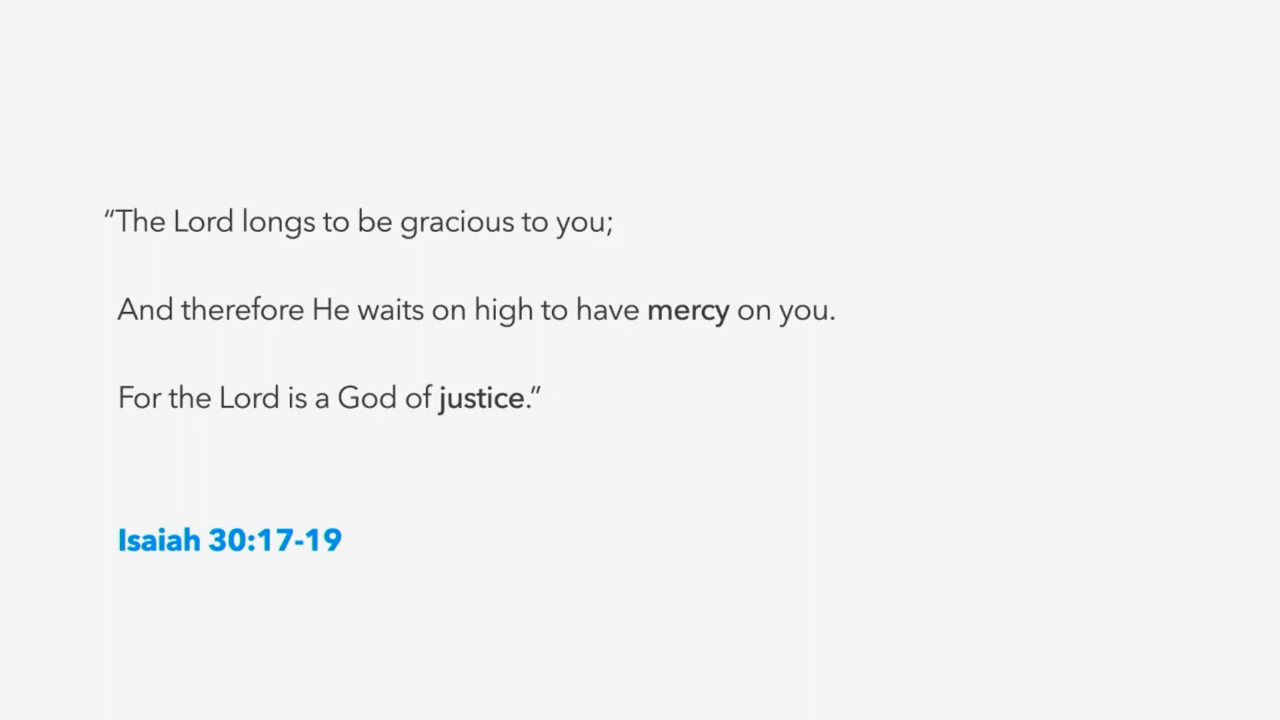 “The Lord longs to be gracious to you;
And therefore He waits on high to have mercy on you.
For the Lord is a God of justice.”
Isaiah 30:17-19